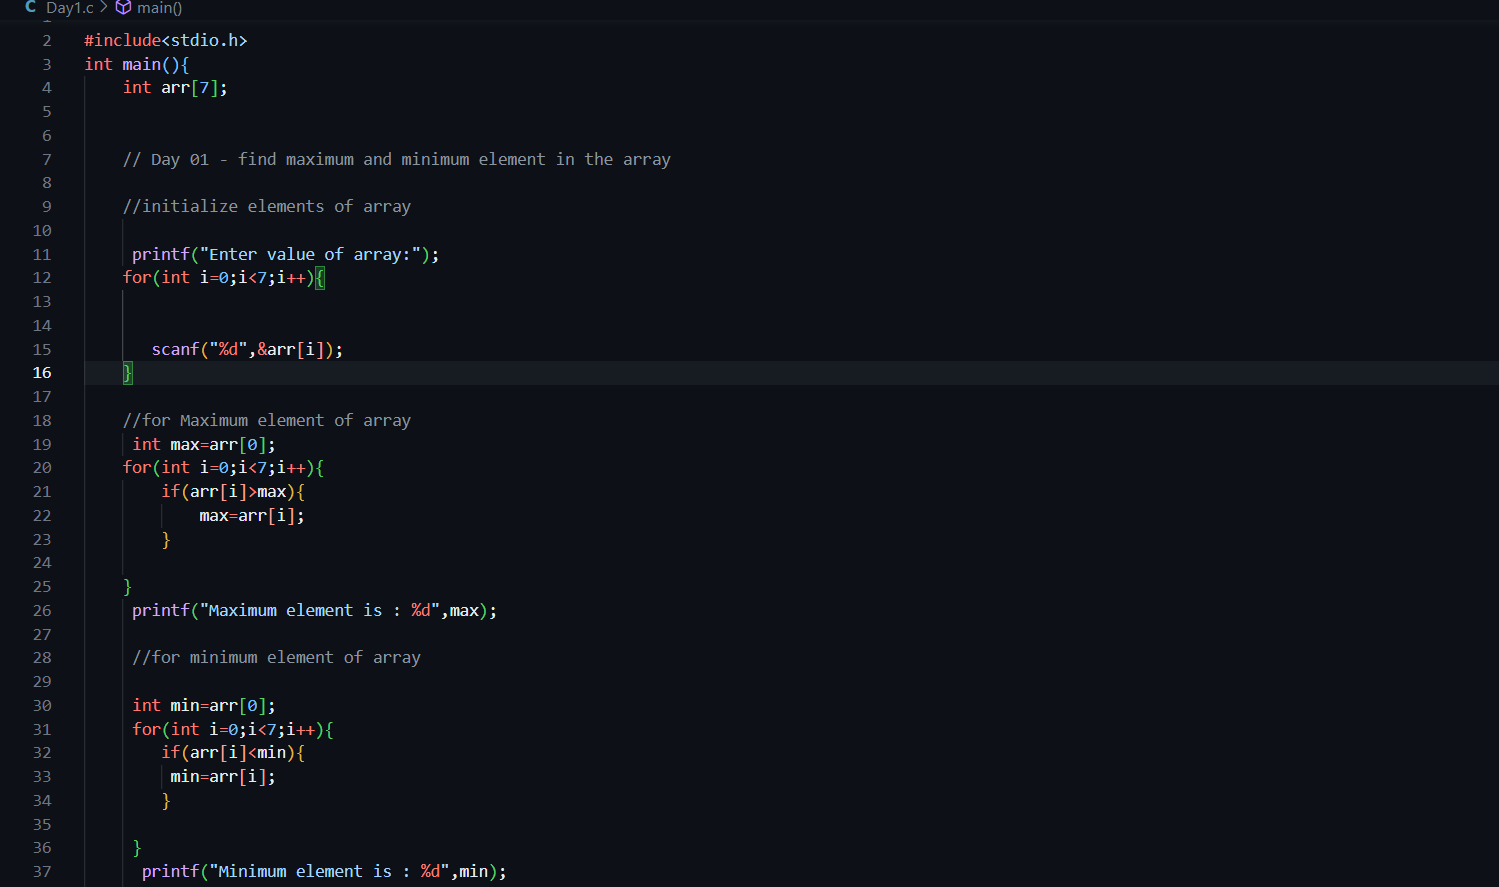 C Day1.c > main()
1
2 #include<stdio.h>
3 int main(){
4 int arr[7];
5
6
7 // Day 01 - find maximum and minimum element in the array
8
9 //initialize elements of array
10
11 printf("Enter value of array:");
12 for(int i=0;i<7;i++){
13
14
15 scanf("%d",&arr[i]);
16 }
17
18 //for Maximum element of array
19 int max=arr[0];
20 for(int i=0;i<7;i++){
21 if(arr[i]>max){
22 max=arr[i];
23 }
24
25 }
26 printf("Maximum element is : %d",max);
27
28 //for minimum element of array
29
30 int min=arr[0];
31 for(int i=0;i<7;i++){
32 if(arr[i]<min){
33 min=arr[i];
34 }
35
36 }
37 printf("Minimum element is : %d",min);